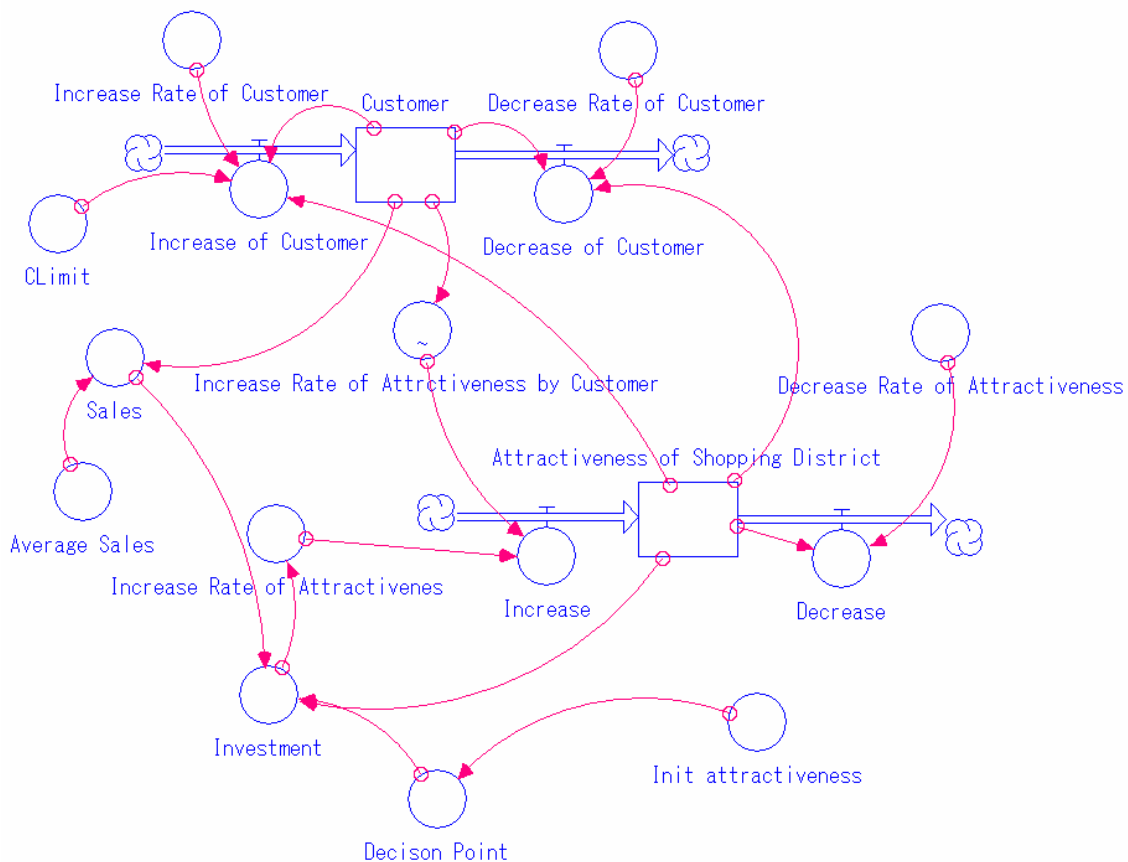 Increase Rate of Customer
Customer
Decrease Rate of Customer
Increase of Customer
Decrease of Customer
CLimit
~
Increase Rate of Attrctiveness by Customer
Decrease Rate of Attractiveness
Sales
Attractiveness of Shopping District
Average Sales
Increase Rate of Attractivenes
Increase
Decrease
Investment
Init attractiveness
Decison Point